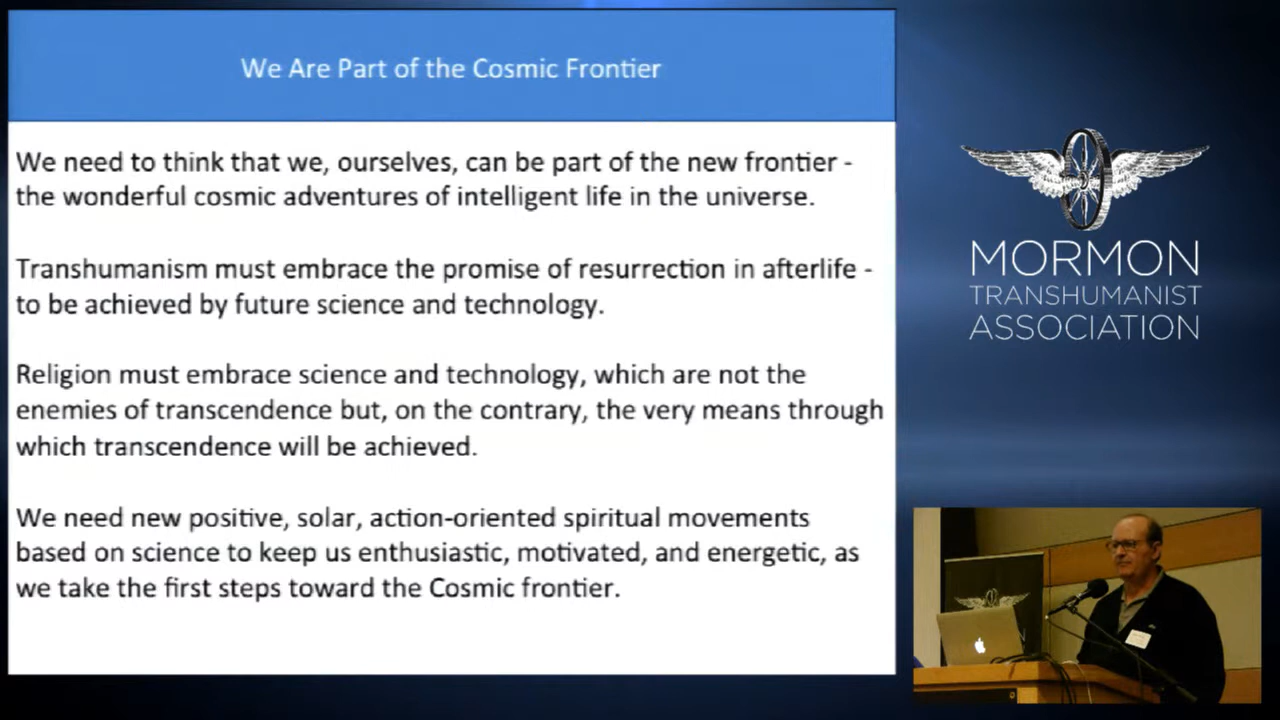 We Are Part of the Cosmic Frontier
We need to think that we, ourselves, can be part of the new frontier -
the wonderful cosmic adventures of intelligent life in the universe.
Transhumanism must embrace the promise of resurrection in afterlife -
to be achieved by future science and technology.
Religion must embrace science and technology, which are not the
enemies of transcendence but, on the contrary, the very means through
which transcendence will be achieved.
We need new positive, solar, action-oriented spiritual movements
based on science to keep us enthusiastic, motivated, and energetic, as
we take the first steps toward the Cosmic frontier.
MORMON
TRANSHUMANIST
ASSOCIATION